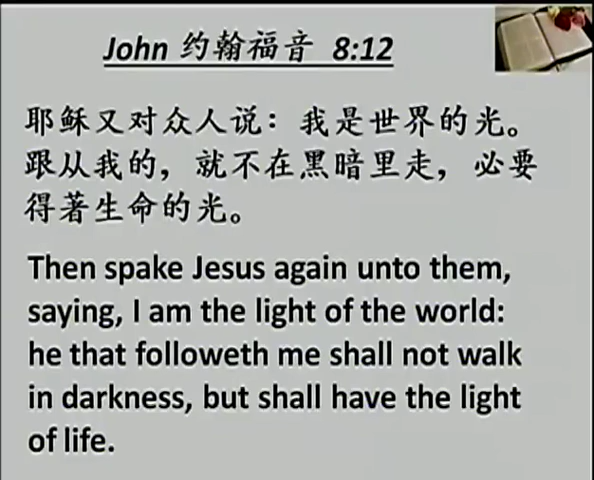 John 约翰福音 8:12
耶稣又对众人说：我是世界的光。
跟从我的，就不在黑暗里走，必要
得著生命的光。
Then spake Jesus again unto them,
saying, I am the light of the world:
he that followeth me shall not walk
in darkness, but shall have the light
of life.